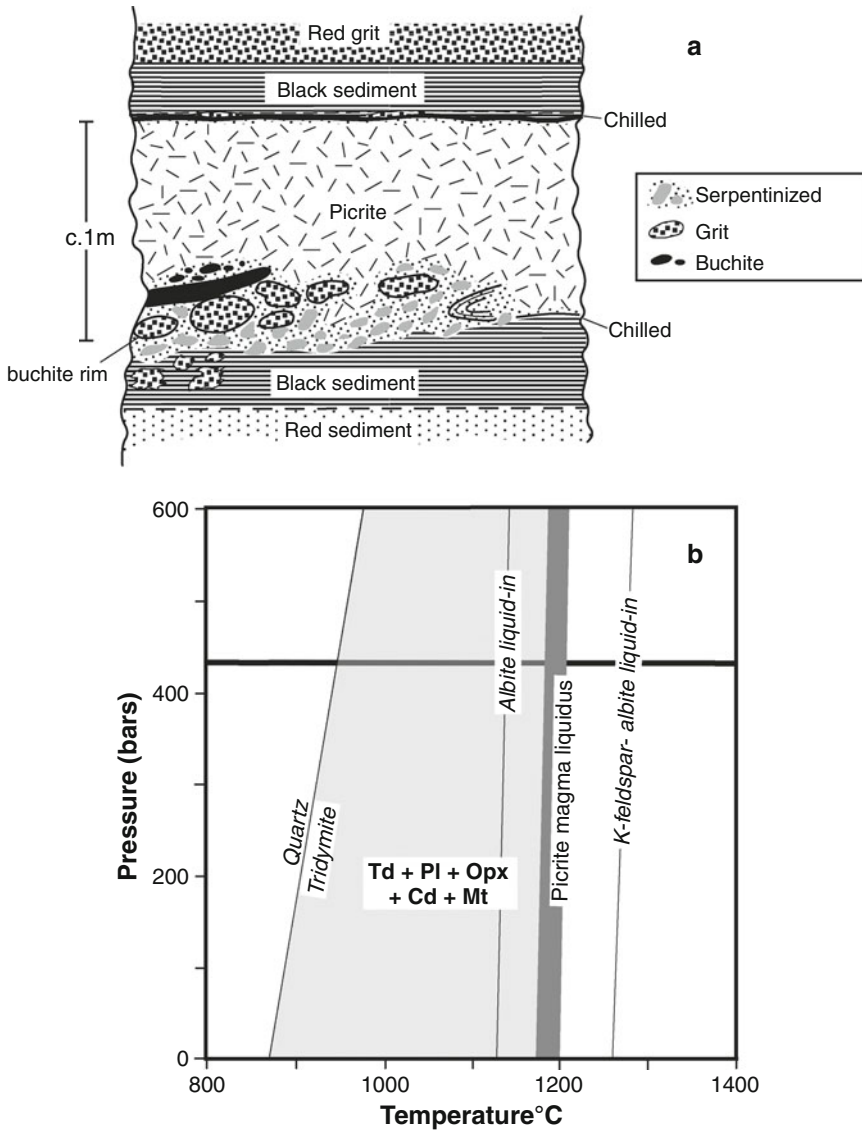 a
Red grit
Black sediment
Chilled
Picrite
c.1m
Serpentinized
Grit
Buchite
Chilled
buchite rim
Black sediment
Red sediment
b
600
400
200
0
Pressure (bars)
Quartz
Tridymite
Albite liquid-in
Picrite magma liquidus
K-feldspar- albite liquid-in
Td + Pl + Opx
+ Cd + Mt
800
1000
1200
1400
Temperature°C